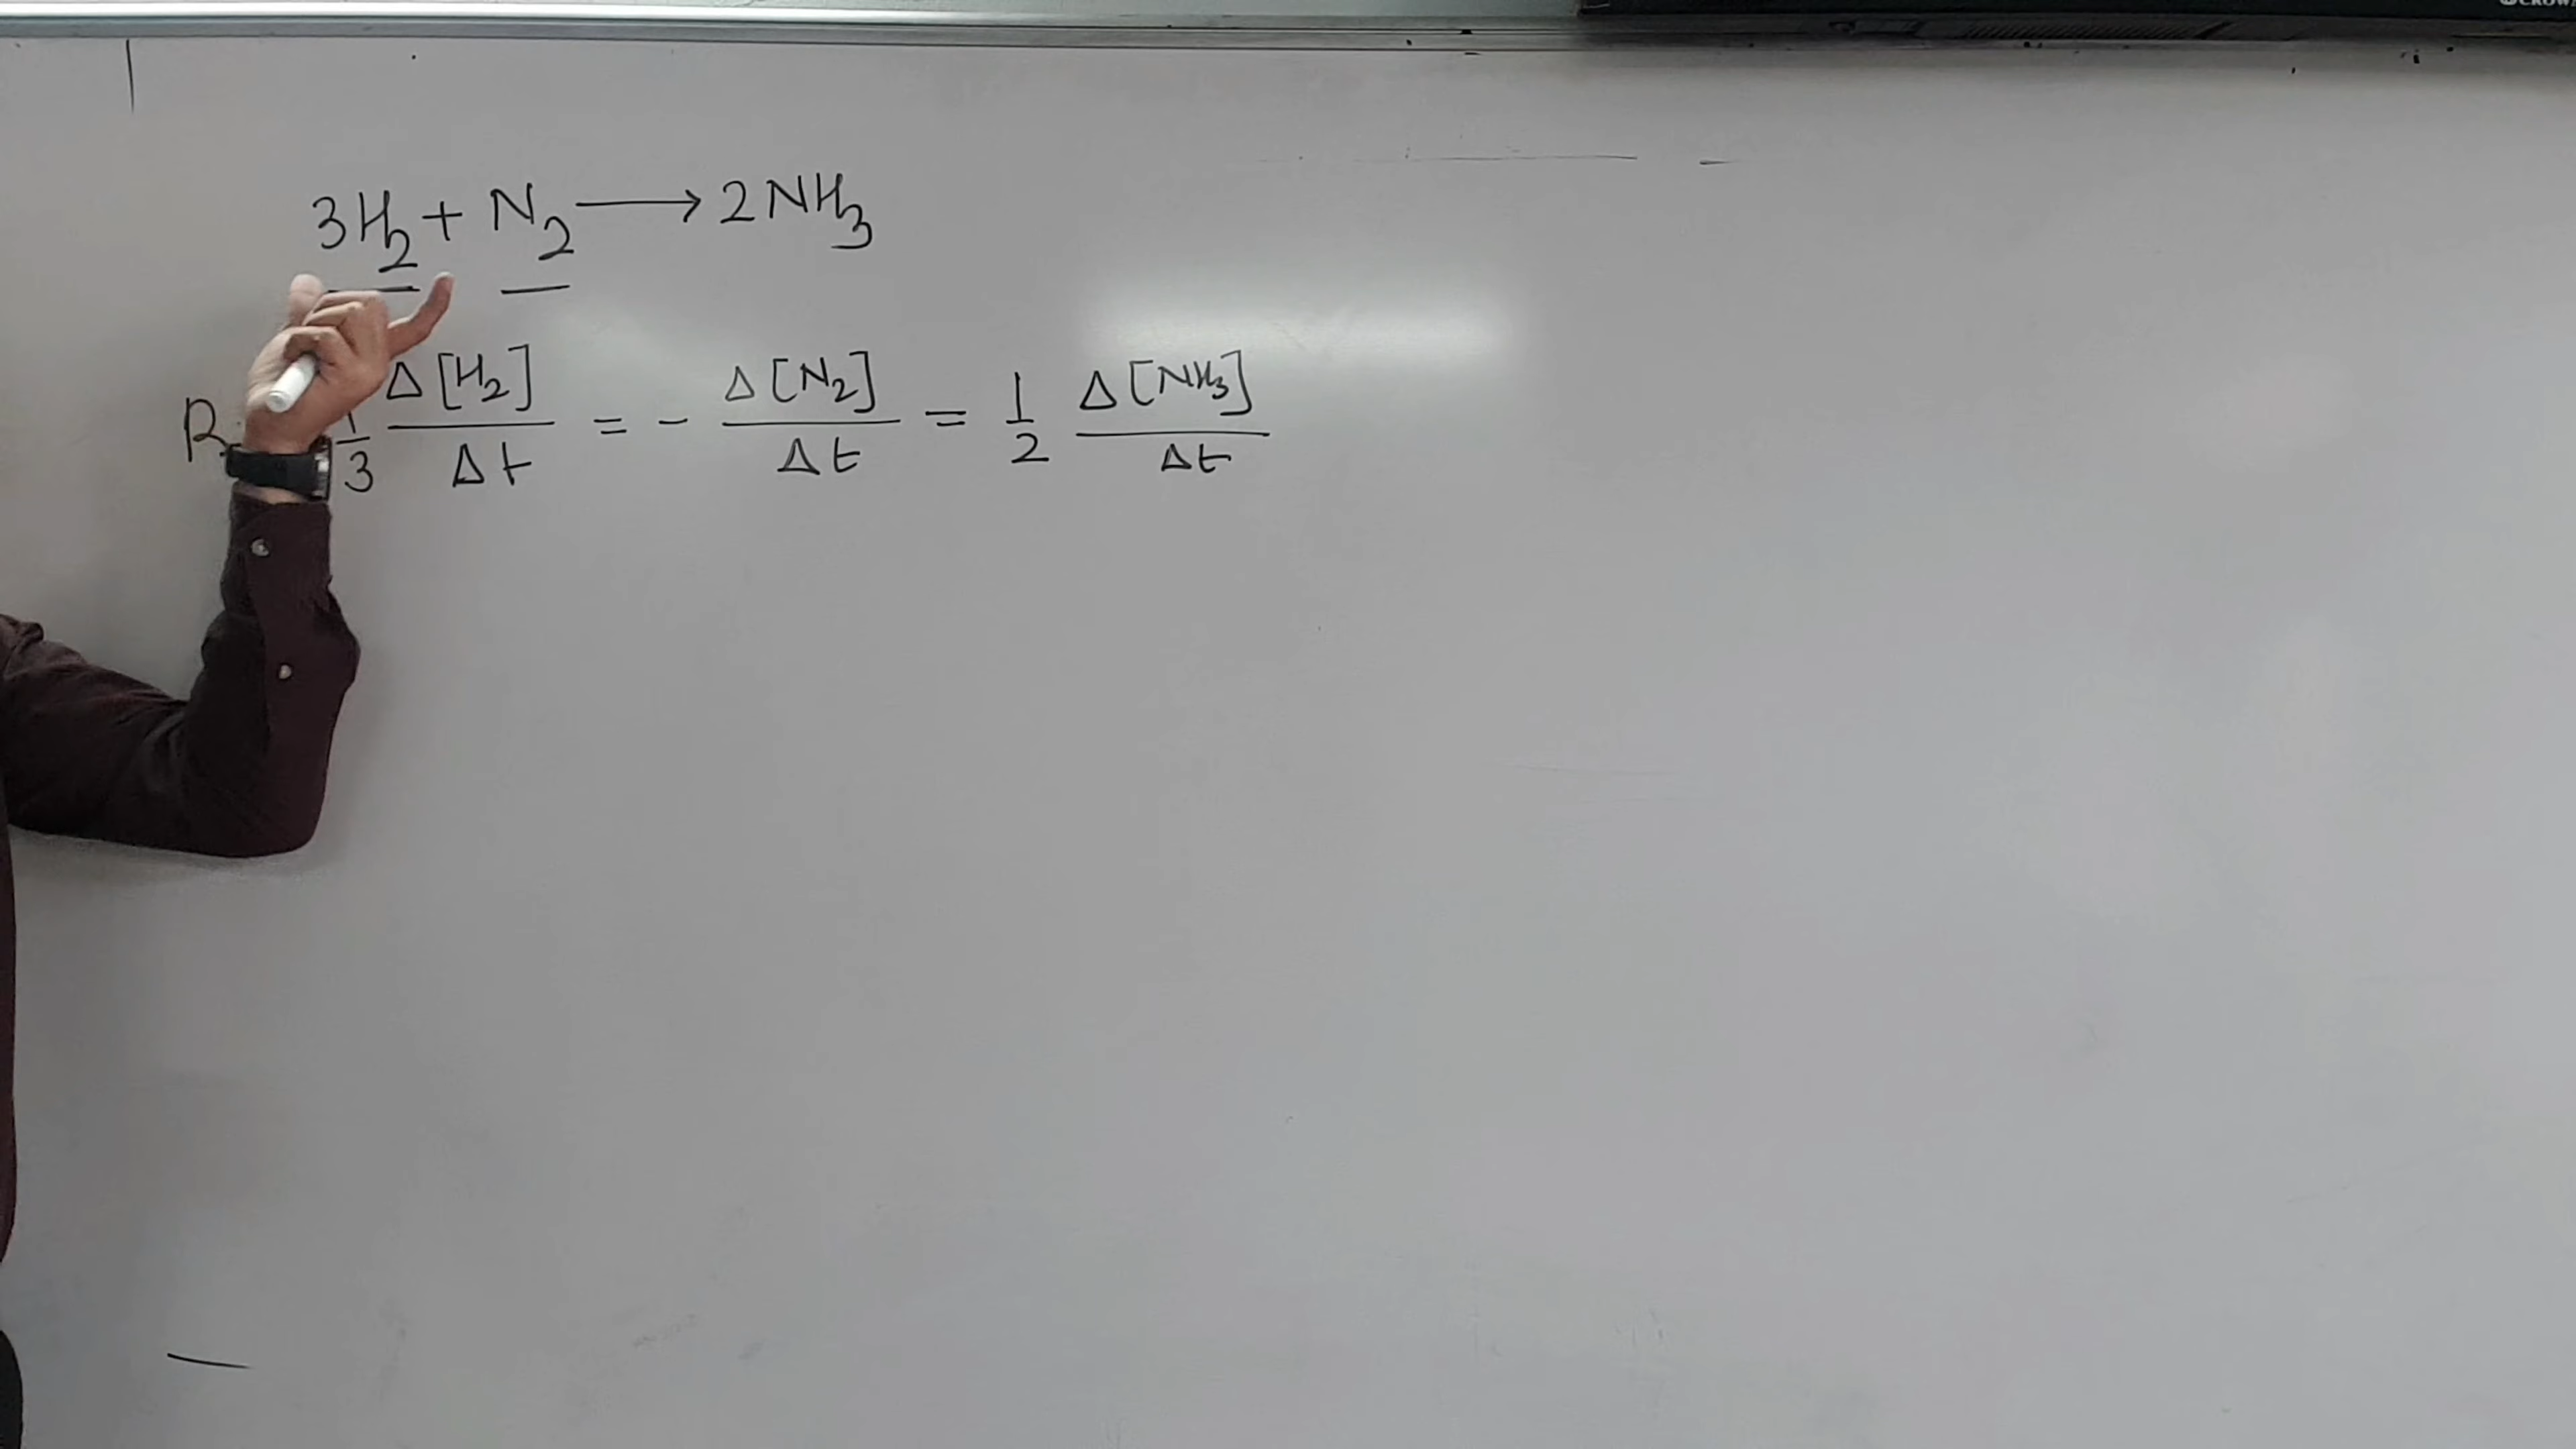 3H₂ + N₂ ⟶ 2NH₃
R 1/3 Δ[H₂]/Δt = - Δ[N₂]/Δt = 1/2 Δ[NH₃]/Δt